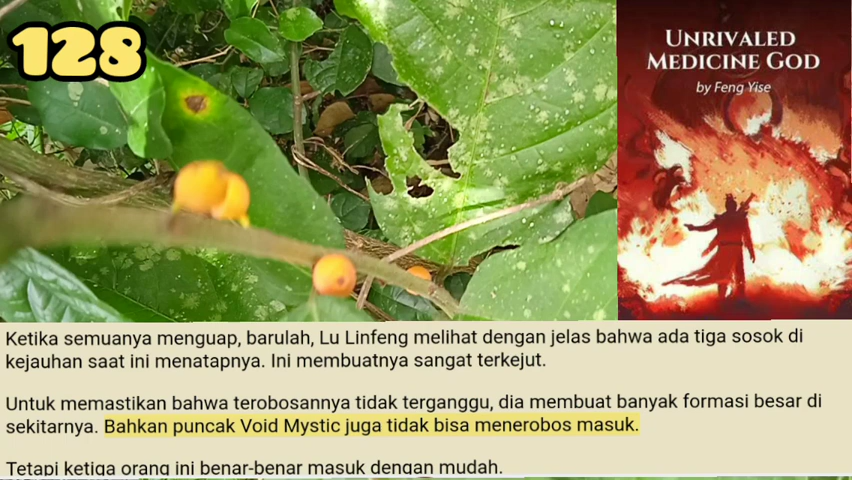 128
UNRIVALED
MEDICINE GOD
by Feng Yise
Ketika semuanya menguap, barulah, Lu Linfeng melihat dengan jelas bahwa ada tiga sosok di
kejauhan saat ini menatapnya. Ini membuatnya sangat terkejut.
Untuk memastikan bahwa terobosannya tidak terganggu, dia membuat banyak formasi besar di
sekitarnya. Bahkan puncak Void Mystic juga tidak bisa menerobos masuk.
Tetapi ketiga orang ini benar-benar masuk dengan mudah.